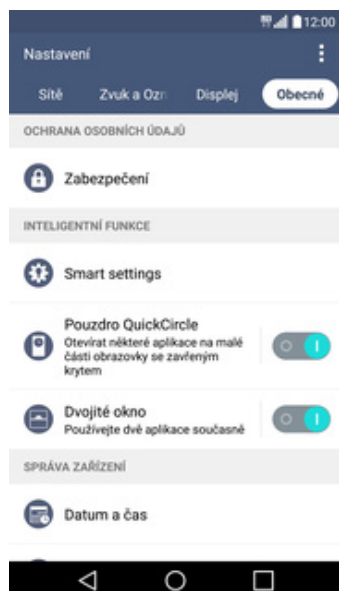 12:00
Nastavení
Sítě Zvuk a Ozn Displej Obecné
OCHRANA OSOBNÍCH ÚDAJŮ
Zabezpečení
INTELIGENTNÍ FUNKCE
Smart settings
Pouzdro QuickCircle
Otevírat některé aplikace na malé
části obrazovky se zavřeným
krytem
Dvojité okno
Používejte dvě aplikace současně
SPRÁVA ZAŘÍZENÍ
Datum a čas